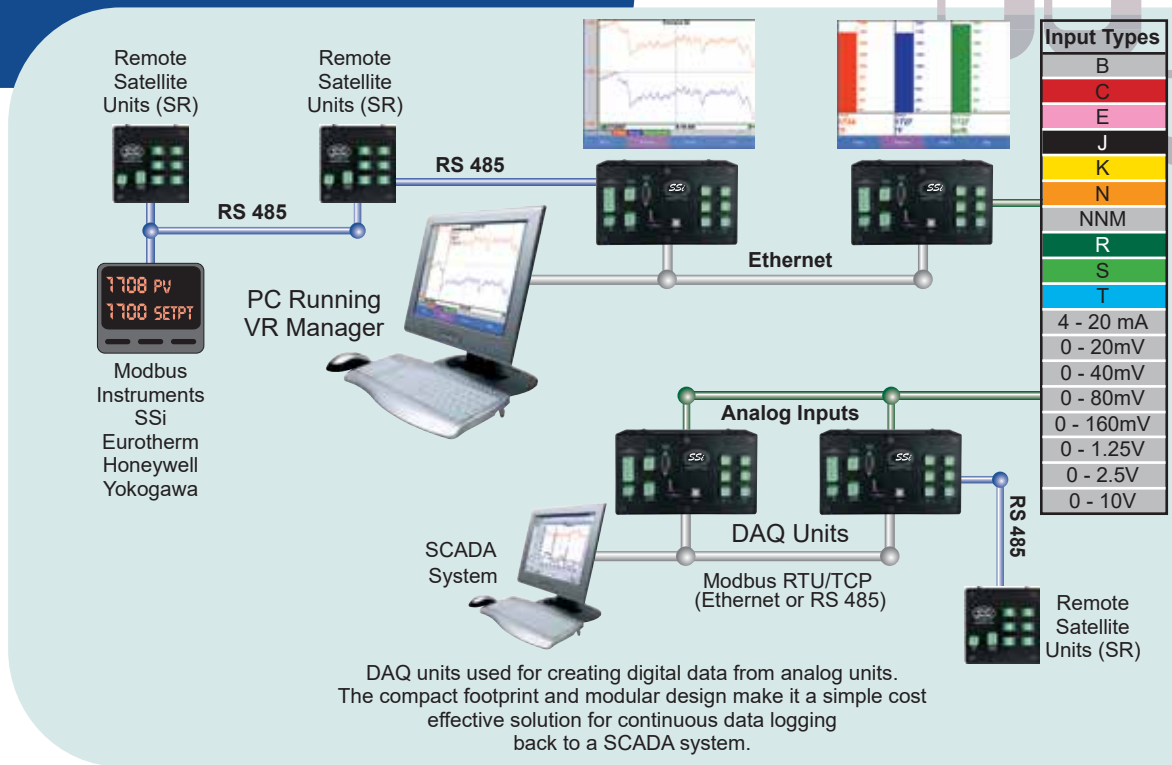 Remote
Satellite
Units (SR)
Remote
Satellite
Units (SR)
RS 485
RS 485
1708 PV
1700 SETPT
Modbus
Instruments
SSi
Eurotherm
Honeywell
Yokogawa
PC Running
VR Manager
SSi
SSi
Ethernet
Input Types
B
C
E
J
K
N
NNM
R
S
T
4 - 20 mA
0 - 20mV
0 - 40mV
0 - 80mV
0 - 160mV
0 - 1.25V
0 - 2.5V
0 - 10V
Analog Inputs
SSi
SSi
DAQ Units
RS 485
SCADA
System
Modbus RTU/TCP
(Ethernet or RS 485)
Remote
Satellite
Units (SR)
DAQ units used for creating digital data from analog units.
The compact footprint and modular design make it a simple cost
effective solution for continuous data logging
back to a SCADA system.